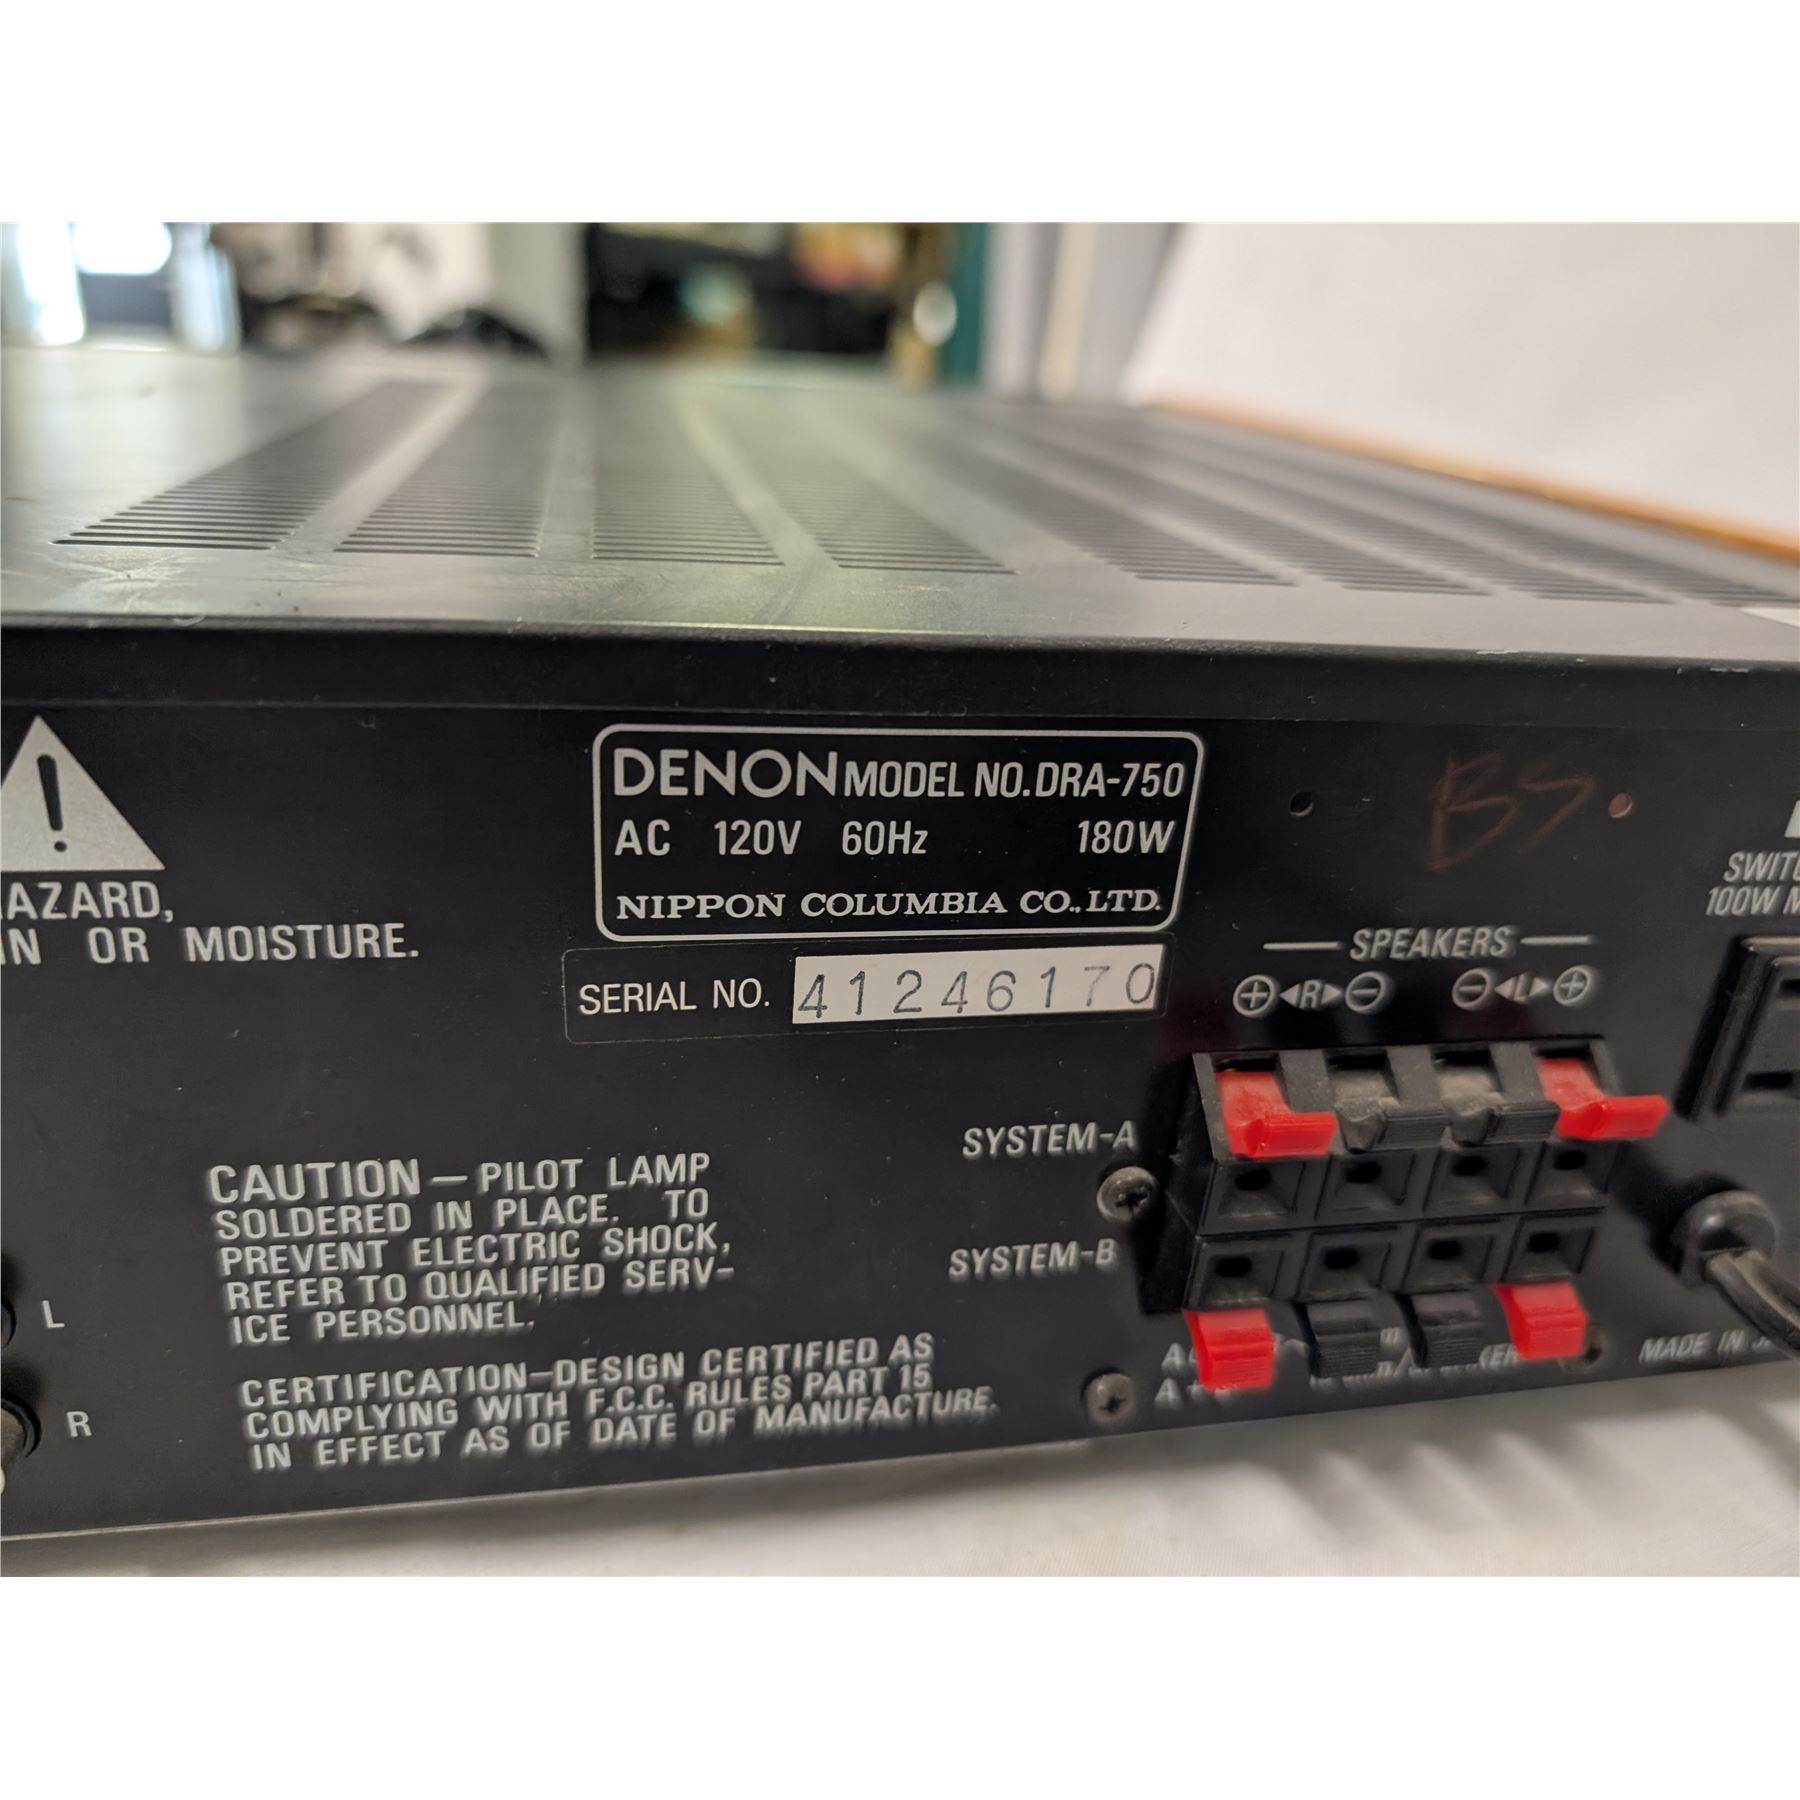 DENON MODEL NO. DRA-750
AC 120V 60Hz 180W
NIPPON COLUMBIA CO., LTD.
SERIAL NO. 41246170
!
OR MOISTURE.
BS
100W
SPEAKERS
⊕ ◀R▶ ⊖ ⊖ ◀L▶ ⊕
SYSTEM-A
SYSTEM-B
CAUTION — PILOT LAMP
SOLDERED IN PLACE. TO
PREVENT ELECTRIC SHOCK,
REFER TO QUALIFIED SERV-
ICE PERSONNEL.
CERTIFICATION—DESIGN CERTIFIED AS
COMPLYING WITH F.C.C. RULES PART 15
IN EFFECT AS OF DATE OF MANUFACTURE.
L
R
MADE IN